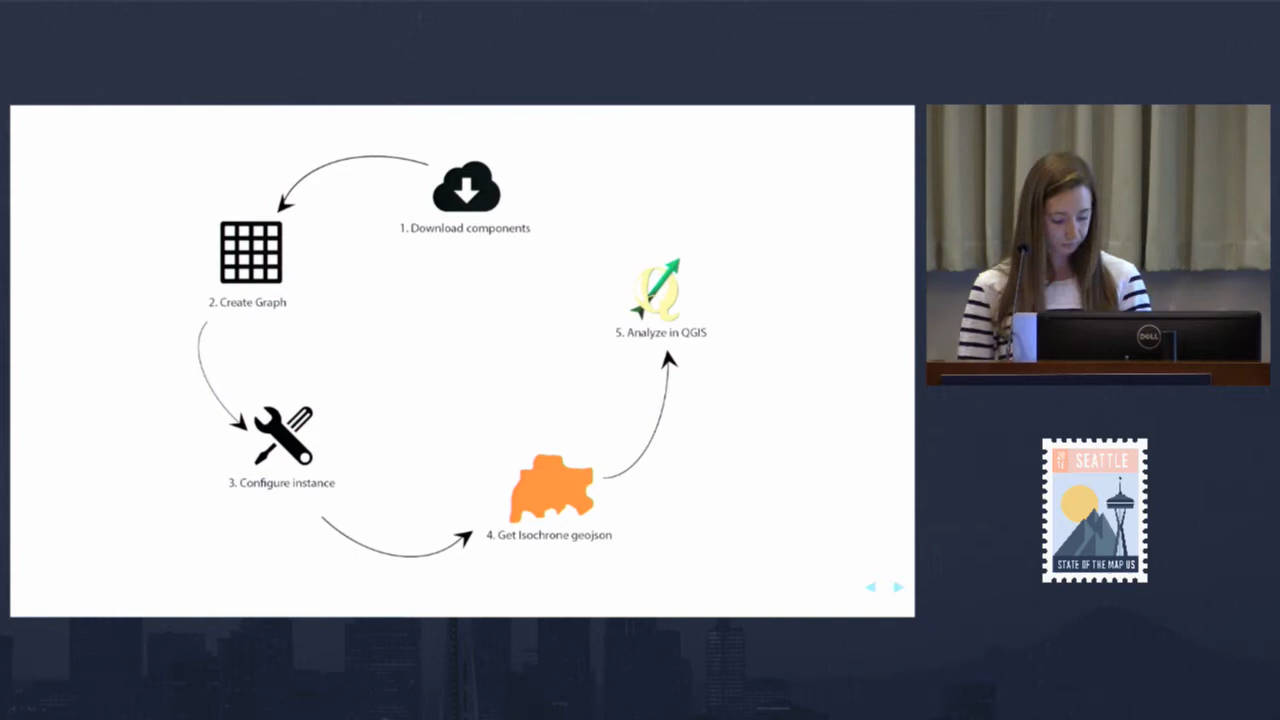 1. Download components
2. Create Graph
5. Analyze in QGIS
3. Configure instance
4. Get Isochrone geojson
DELL
SEATTLE
STATE OF THE MAP US